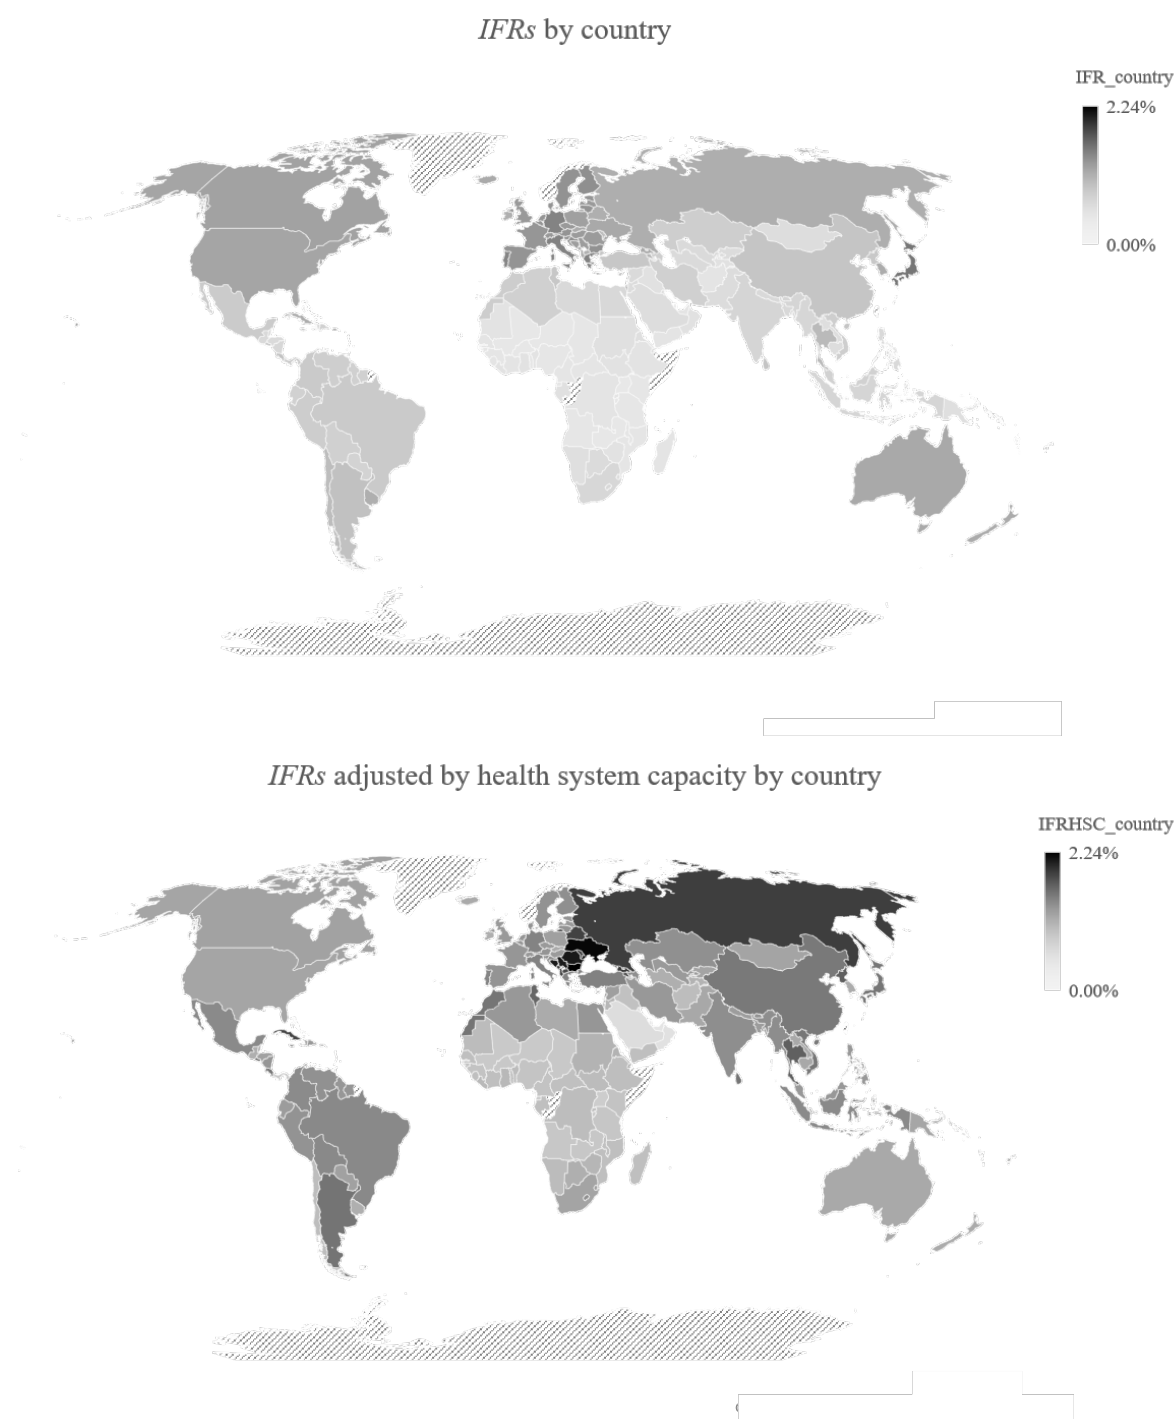 IFRs by country
IFR_country
2.24%
0.00%
IFRs adjusted by health system capacity by country
IFRHSC_country
2.24%
0.00%